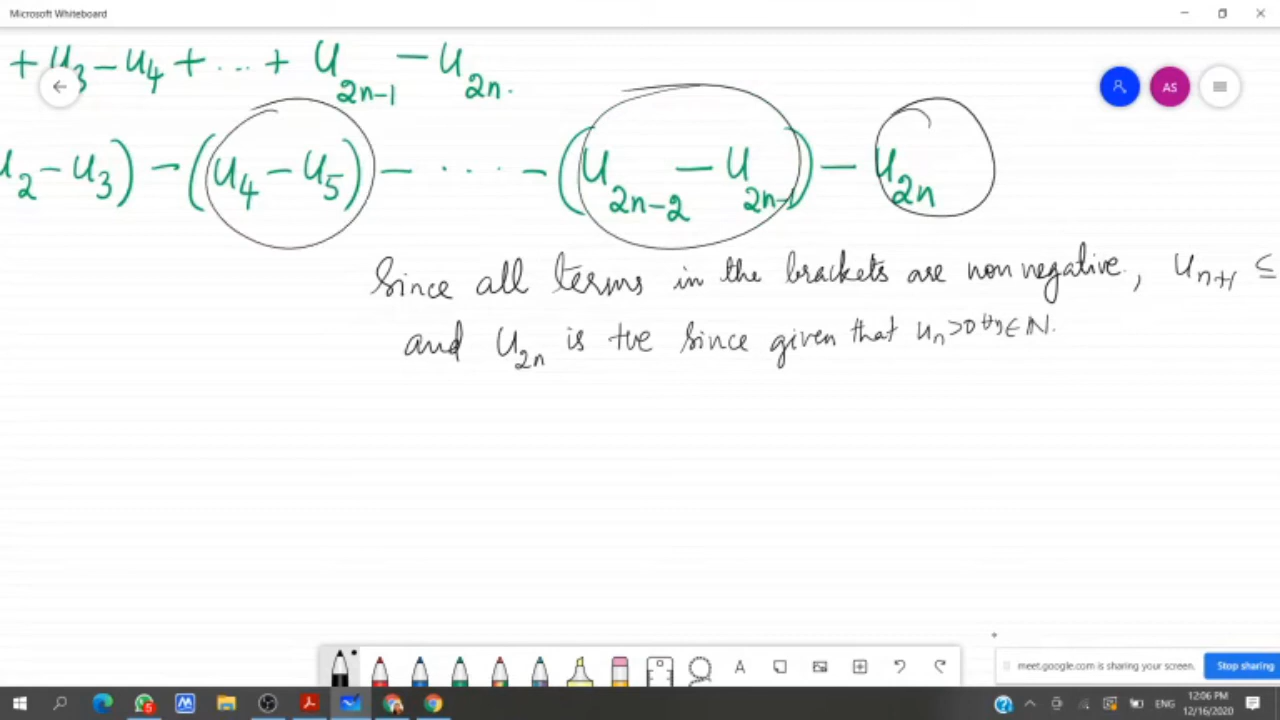 Microsoft Whiteboard
+ u₃ - u₄ + ... + u₂ₙ₋₁ - u₂ₙ.
u₂ - u₃) - (u₄ - u₅) - .... - (u₂ₙ₋₂ - u₂ₙ₋₁) - u₂ₙ
AS
Since all terms in the brackets are non negative, uₙ₊₁ ≤
and u₂ₙ is +ve since given that uₙ>0 ∀n∈ℕ.
meet.google.com is sharing your screen.
Stop sharing
A
5
ENG
12:06 PM
12/16/2020